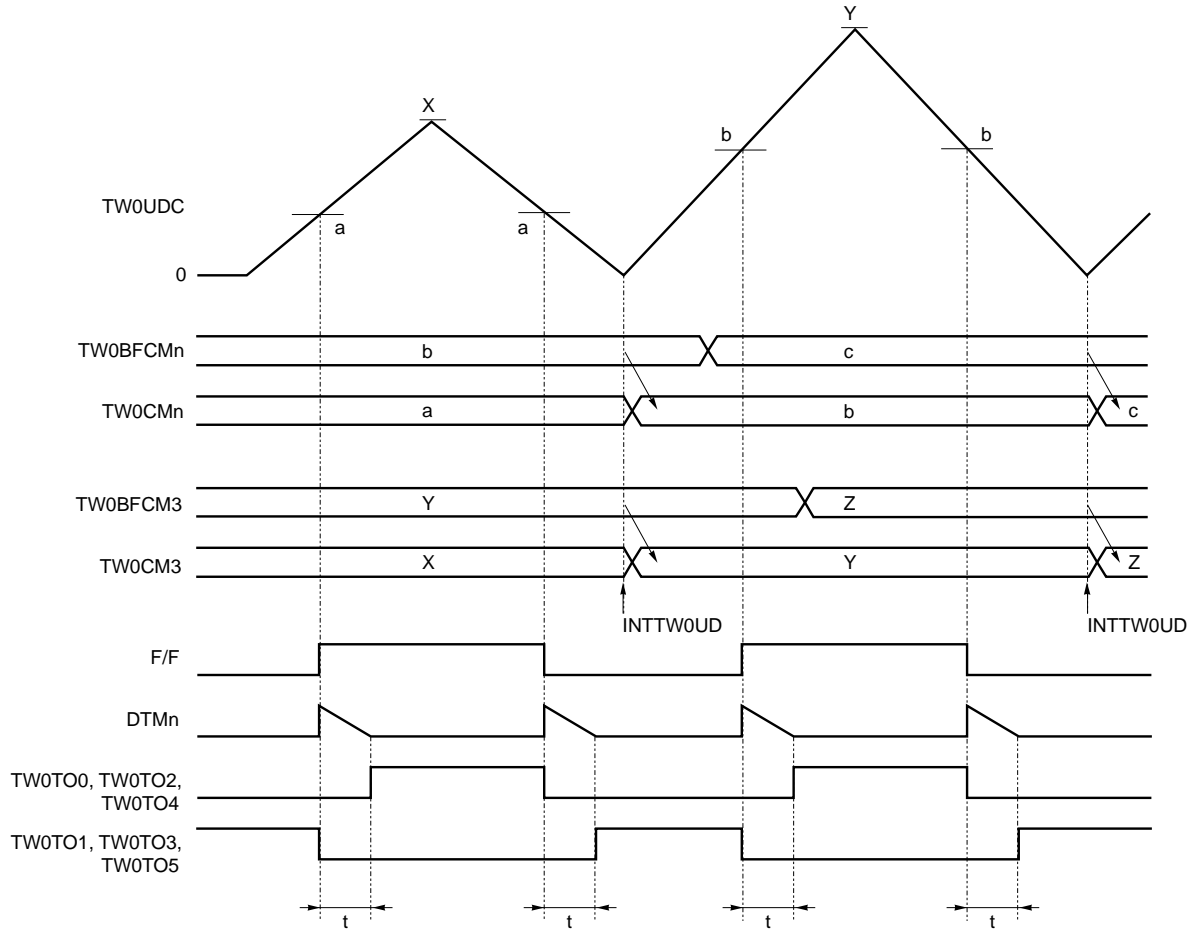 Y
X
b
b
TW0UDC
a
a
0
TW0BFCMn
b
c
TW0CMn
a
b
c
TW0BFCM3
Y
Z
TW0CM3
X
Y
Z
INTTW0UD
INTTW0UD
F/F
DTMn
TW0TO0, TW0TO2,
TW0TO4
TW0TO1, TW0TO3,
TW0TO5
t
t
t
t